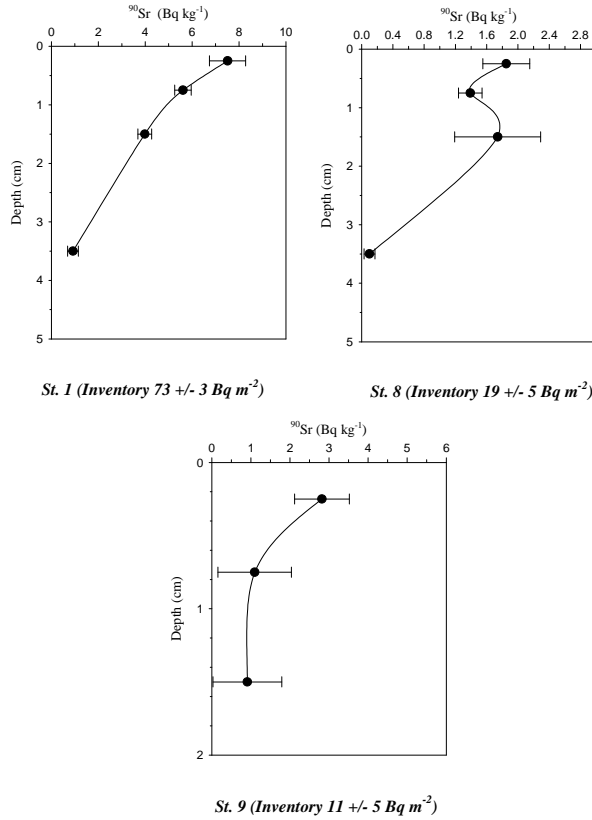 ⁹⁰Sr (Bq kg⁻¹)
0 2 4 6 8 10
0
1
2
3
4
5
Depth (cm)
St. 1 (Inventory 73 +/- 3 Bq m⁻²)
⁹⁰Sr (Bq kg⁻¹)
0.0 0.4 0.8 1.2 1.6 2.0 2.4 2.8
0
1
2
3
4
5
Depth (cm)
St. 8 (Inventory 19 +/- 5 Bq m⁻²)
⁹⁰Sr (Bq kg⁻¹)
0 1 2 3 4 5 6
0
1
2
Depth (cm)
St. 9 (Inventory 11 +/- 5 Bq m⁻²)